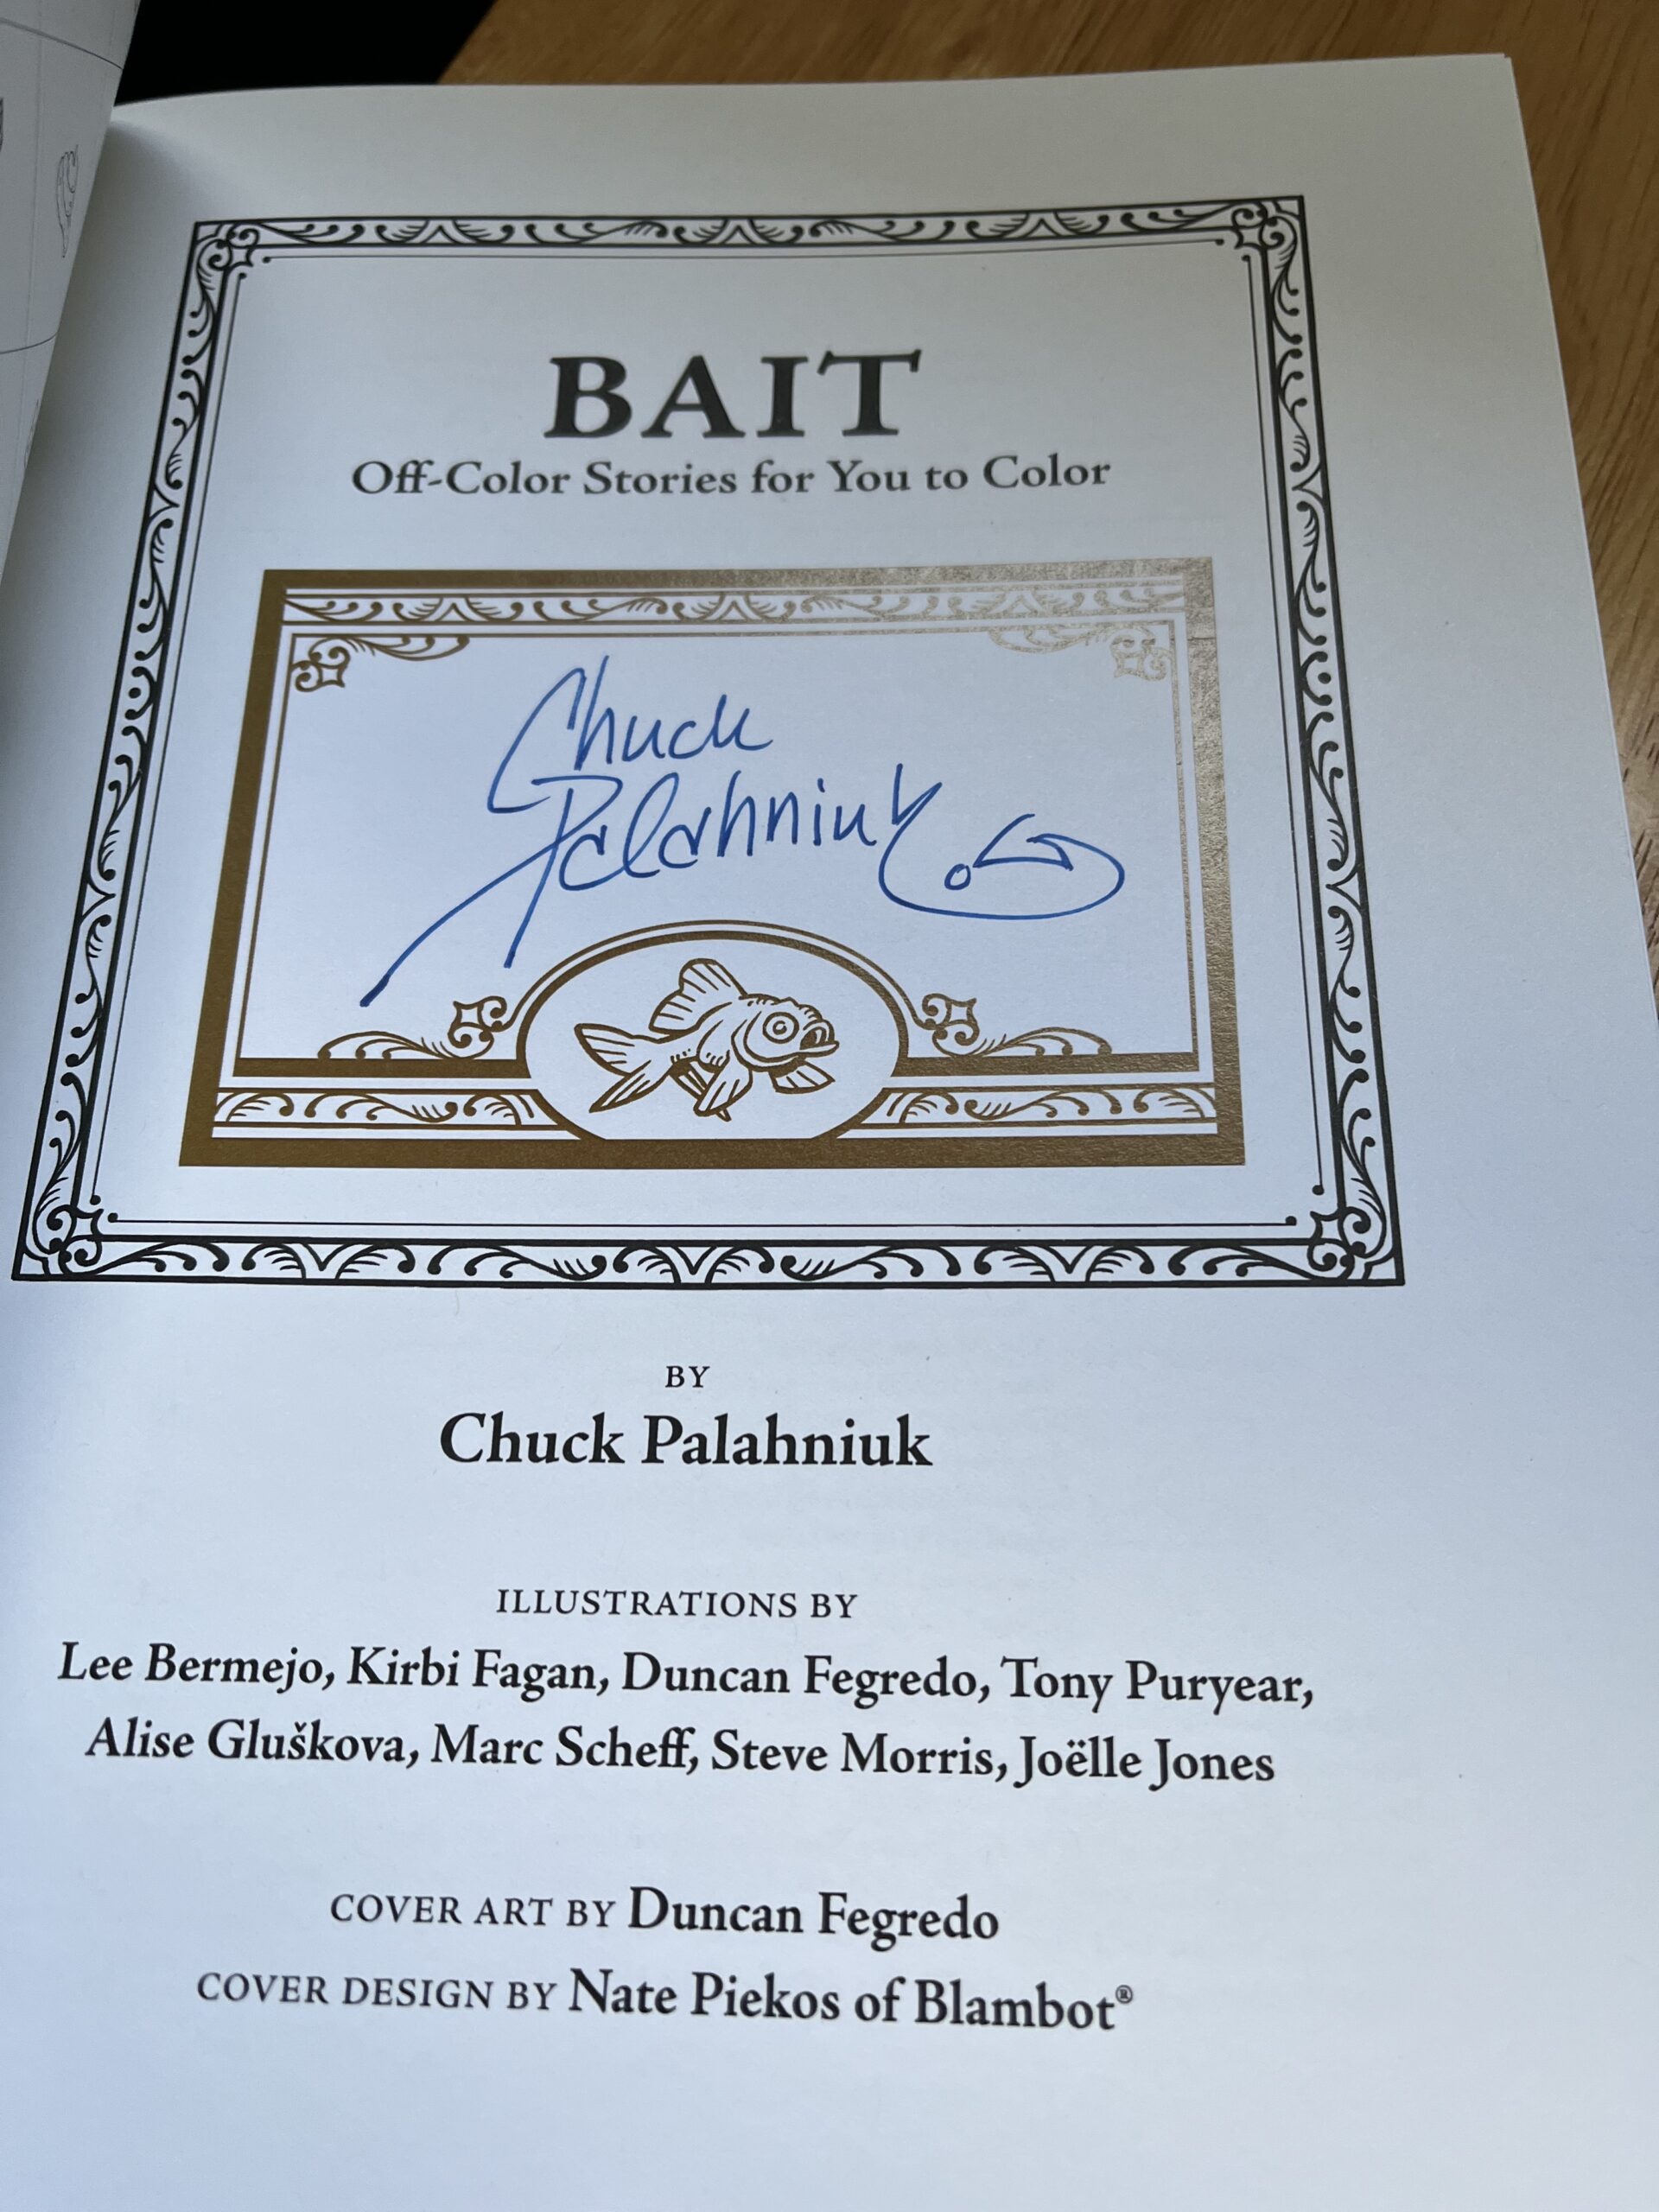 BAIT
Off-Color Stories for You to Color
Chuck
Palahniuk
BY
Chuck Palahniuk
ILLUSTRATIONS BY
Lee Bermejo, Kirbi Fagan, Duncan Fegredo, Tony Puryear,
Alise Gluškova, Marc Scheff, Steve Morris, Joëlle Jones
COVER ART BY Duncan Fegredo
COVER DESIGN BY Nate Piekos of Blambot®